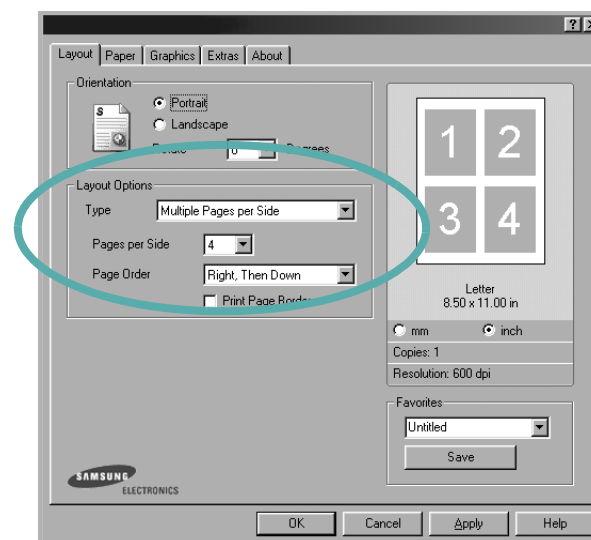 Layout Paper Graphics Extras About
Orientation
S
Portrait
Landscape
Rotate 0 Degrees
Layout Options
Type Multiple Pages per Side
Pages per Side 4
Page Order Right, Then Down
Print Page Border
1 2
3 4
Letter
8.50 x 11.00 in
mm inch
Copies: 1
Resolution: 600 dpi
Favorites
Untitled
Save
SAMSUNG
ELECTRONICS
OK Cancel Apply Help